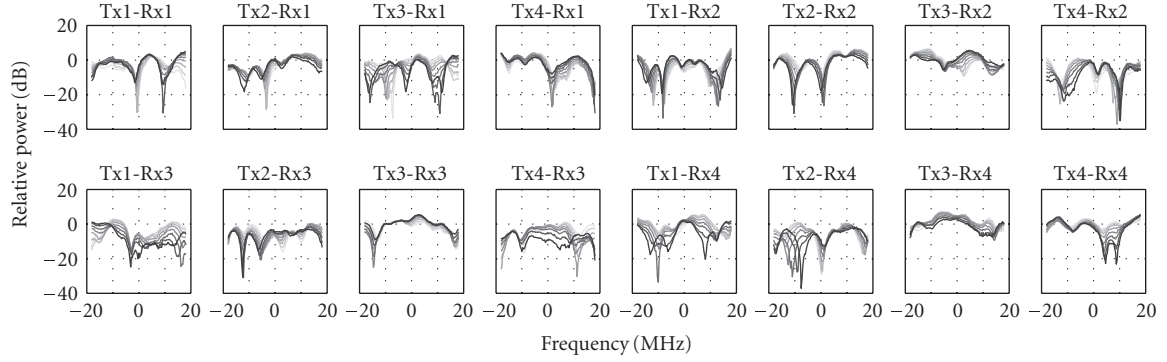 Tx1-Rx1 Tx2-Rx1 Tx3-Rx1 Tx4-Rx1 Tx1-Rx2 Tx2-Rx2 Tx3-Rx2 Tx4-Rx2
20
0
−20
−40
Relative power (dB)
Tx1-Rx3 Tx2-Rx3 Tx3-Rx3 Tx4-Rx3 Tx1-Rx4 Tx2-Rx4 Tx3-Rx4 Tx4-Rx4
20
0
−20
−40
−20 0 20 −20 0 20 −20 0 20 −20 0 20 −20 0 20 −20 0 20 −20 0 20 −20 0 20
Frequency (MHz)